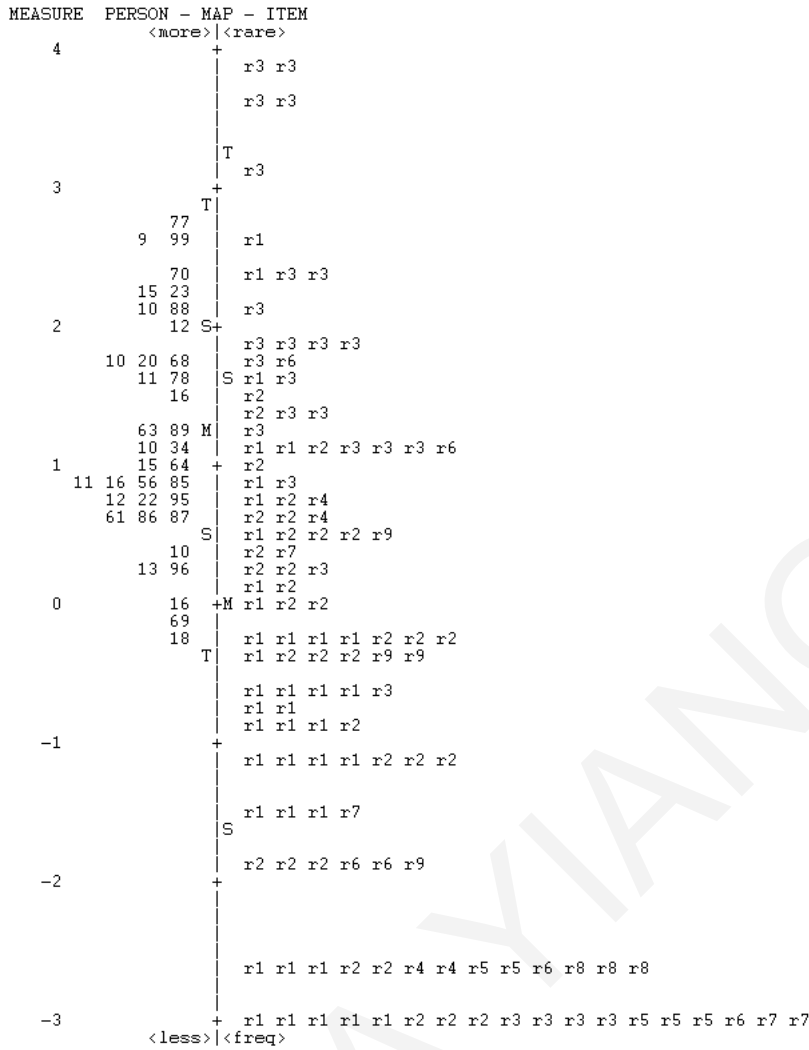 MEASURE PERSON - MAP - ITEM
<more>|<rare>
4 +
| r3 r3
| r3 r3
|T
| r3
3 +
T|
77 |
9 99 | r1
70 | r1 r3 r3
15 23 |
10 88 | r3
2 12 S+
| r3 r3 r3 r3
10 20 68 | r3 r6
11 78 |S r1 r3
16 | r2
| r2 r3 r3
63 89 M| r3
10 34 | r1 r1 r2 r3 r3 r3 r6
1 15 64 + r2
11 16 56 85 | r1 r3
12 22 95 | r1 r2 r4
61 86 87 | r2 r2 r4
S| r1 r2 r2 r2 r9
10 | r2 r7
13 96 | r2 r2 r3
| r1 r2
0 16 +M r1 r2 r2
69 |
18 | r1 r1 r1 r1 r2 r2 r2
T| r1 r2 r2 r2 r9 r9
| r1 r1 r1 r1 r3
| r1 r1
| r1 r1 r1 r2
-1 +
| r1 r1 r1 r1 r2 r2 r2
| r1 r1 r1 r7
|S
| r2 r2 r2 r6 r6 r9
-2 +
| r1 r1 r1 r2 r2 r4 r4 r5 r5 r6 r8 r8 r8
-3 + r1 r1 r1 r1 r1 r2 r2 r2 r3 r3 r3 r3 r5 r5 r5 r6 r7 r7
<less>|<freq>